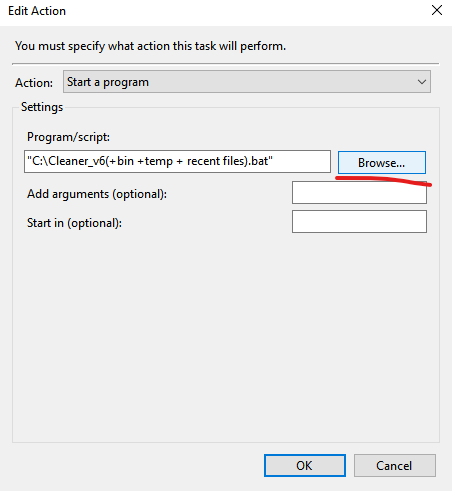 Edit Action
You must specify what action this task will perform.
Action: Start a program
Settings
Program/script:
"C:\Cleaner_v6(+bin +temp + recent files).bat" Browse...
Add arguments (optional):
Start in (optional):
OK Cancel